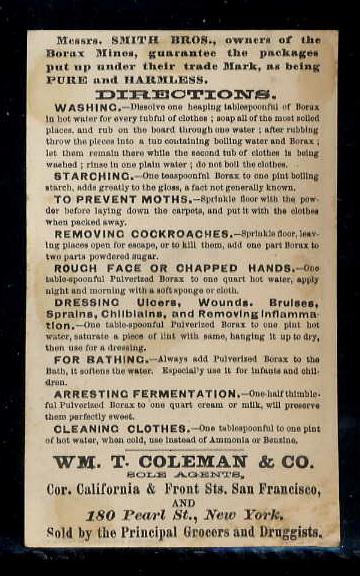 Messrs. SMITH BROS., owners of the
Borax Mines, guarantee the packages
put up under their trade Mark, as being
PURE and HARMLESS.
DIRECTIONS.
WASHING.—Dissolve one heaping tablespoonful of Borax
in hot water for every tubful of clothes ; soap all of the most soiled
places, and rub on the board through one water ; after rubbing
throw the pieces into a tub containing boiling water and Borax ;
let them remain there while the second tub of clothes is being
washed ; rinse in one plain water ; do not boil the clothes.
STARCHING.—One teaspoonful Borax to one pint boiling
starch, adds greatly to the gloss, a fact not generally known.
TO PREVENT MOTHS.—Sprinkle floor with the pow-
der before laying down the carpets, and put it with the clothes
when packed away.
REMOVING COCKROACHES.—Sprinkle floor, leav-
ing places open for escape, or to kill them, add one part Borax to
two parts powdered sugar.
ROUGH FACE OR CHAPPED HANDS.—One
table-spoonful Pulverized Borax to one quart hot water, apply
night and morning with a soft sponge or cloth.
DRESSING Ulcers, Wounds, Bruises,
Sprains, Chilblains, and Removing Inflamma-
tion.—One table-spoonful Pulverized Borax to one pint hot
water, saturate a piece of lint with same, hanging it up to dry,
then use for a dressing.
FOR BATHING.—Always add Pulverized Borax to the
Bath, it softens the water. Especially use it for infants and chil-
dren.
ARRESTING FERMENTATION.—One-half thimble-
ful Pulverized Borax to one quart cream or milk, will preserve
them perfectly sweet.
CLEANING CLOTHES.—One tablespoonful to one pint
of hot water, when cold, use instead of Ammonia or Benzine.
WM. T. COLEMAN & CO.
SOLE AGENTS,
Cor. California & Front Sts. San Francisco,
AND
180 Pearl St., New York.
Sold by the Principal Grocers and Druggists.